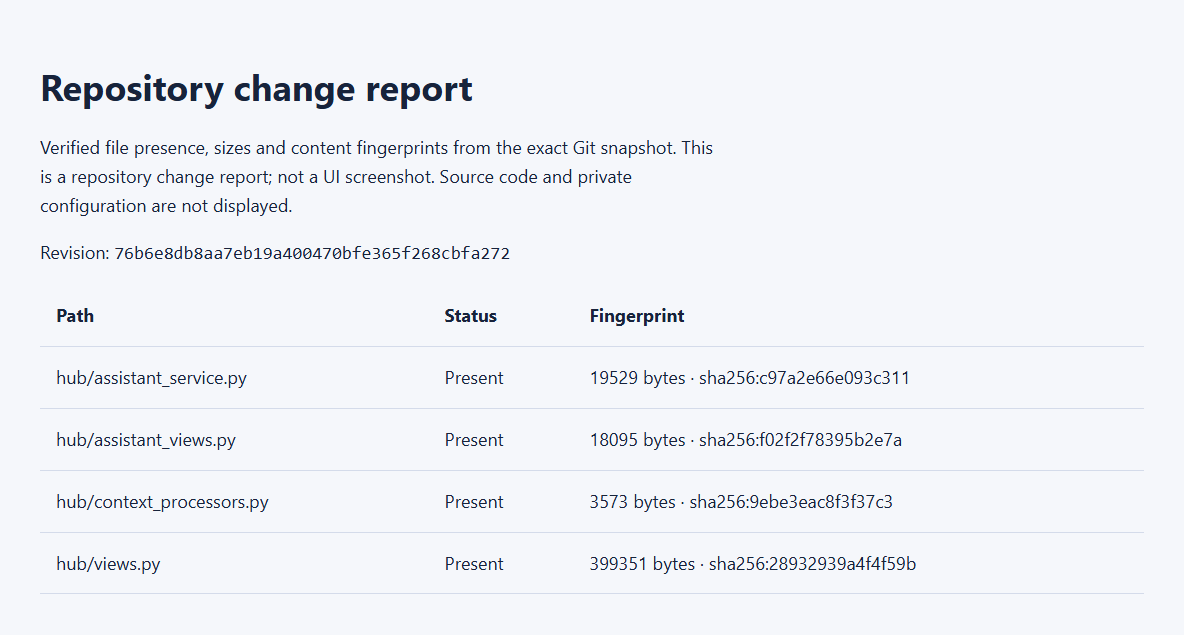 Repository change report
Verified file presence, sizes and content fingerprints from the exact Git snapshot. This
is a repository change report; not a UI screenshot. Source code and private
configuration are not displayed.
Revision: 76b6e8db8aa7eb19a400470bfe365f268cbfa272
Path Status Fingerprint
hub/assistant_service.py Present 19529 bytes · sha256:c97a2e66e093c311
hub/assistant_views.py Present 18095 bytes · sha256:f02f2f78395b2e7a
hub/context_processors.py Present 3573 bytes · sha256:9ebe3eac8f3f37c3
hub/views.py Present 399351 bytes · sha256:28932939a4f4f59b